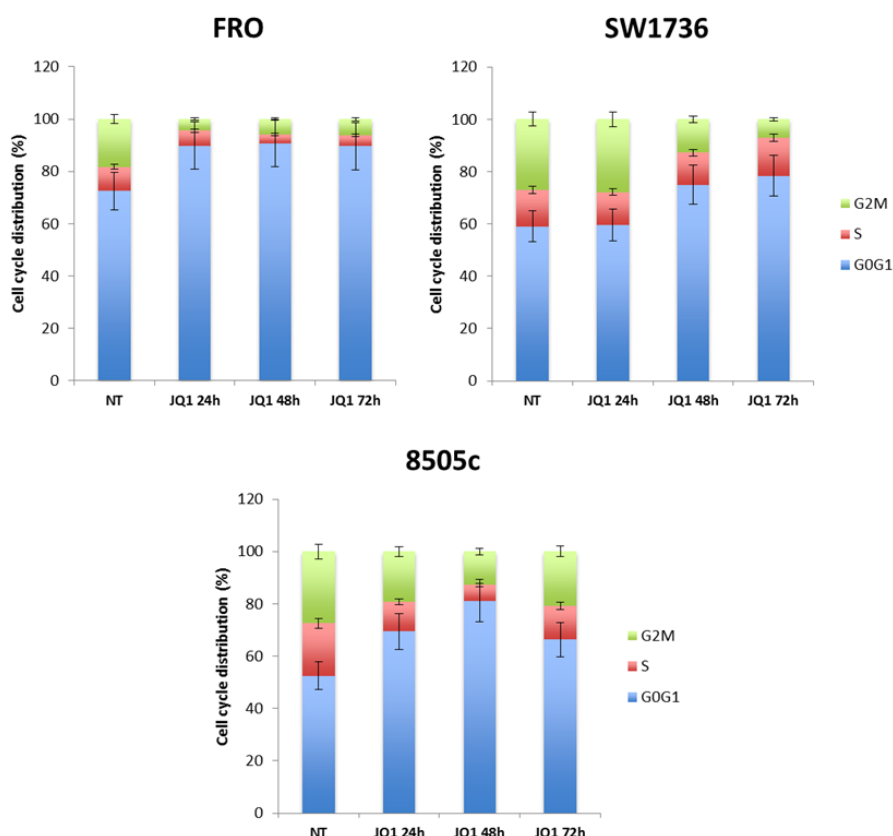 FRO
120
100
80
60
40
20
0
Cell cycle distribution (%)
NT JQ1 24h JQ1 48h JQ1 72h
SW1736
120
100
80
60
40
20
0
Cell cycle distribution (%)
NT JQ1 24h JQ1 48h JQ1 72h
G2M
S
G0G1
8505c
120
100
80
60
40
20
0
Cell cycle distribution (%)
NT JQ1 24h JQ1 48h JQ1 72h
G2M
S
G0G1